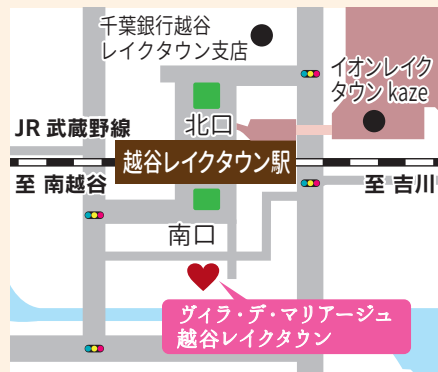 千葉銀行越谷
レイクタウン支店
イオンレイク
タウン kaze
北口
JR 武蔵野線
越谷レイクタウン駅
至 南越谷
至 吉川
南口
ヴィラ・デ・マリアージュ
越谷レイクタウン